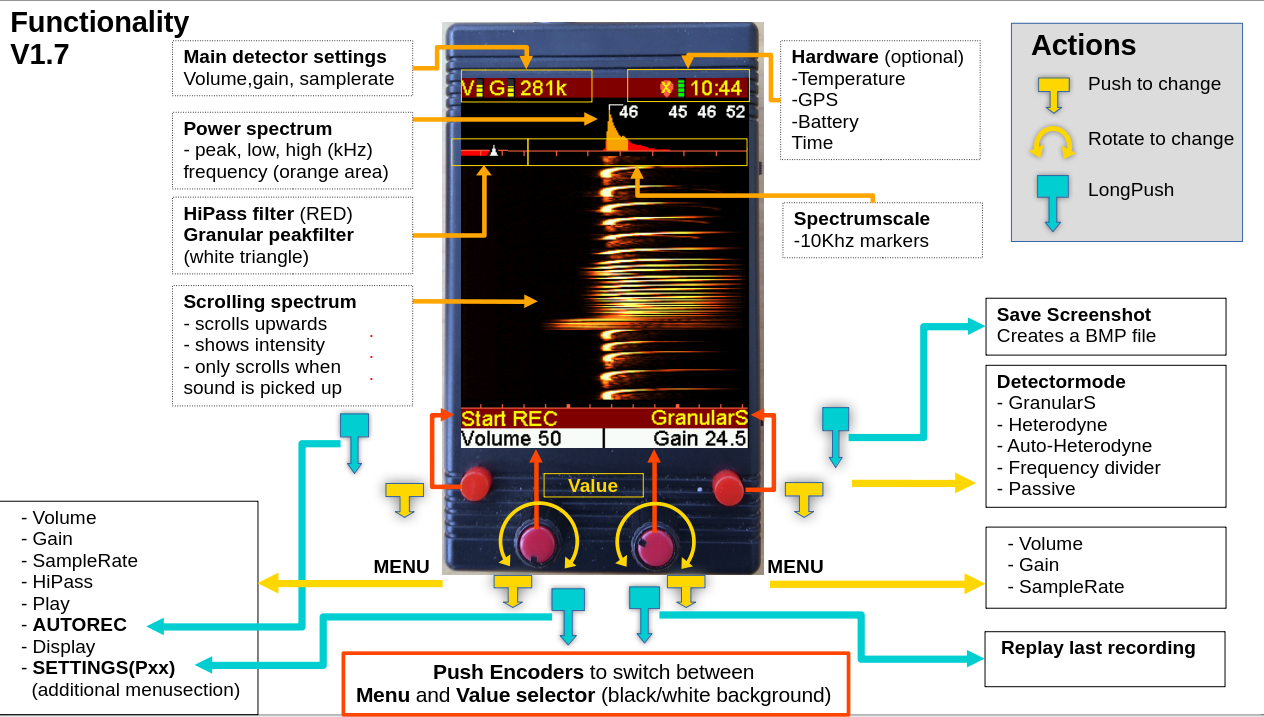 Functionality
V1.7
Main detector settings
Volume,gain, samplerate
Power spectrum
- peak, low, high (kHz)
frequency (orange area)
HiPass filter (RED)
Granular peakfilter
(white triangle)
Scrolling spectrum
- scrolls upwards
- shows intensity
- only scrolls when
sound is picked up
V G 281k
X 10:44
46 45 46 52
Start REC GranularS
Volume 50 Gain 24.5
Value
Hardware (optional)
-Temperature
-GPS
-Battery
Time
Spectrumscale
-10Khz markers
Actions
Push to change
Rotate to change
LongPush
Save Screenshot
Creates a BMP file
Detectormode
- GranularS
- Heterodyne
- Auto-Heterodyne
- Frequency divider
- Passive
MENU
- Volume
- Gain
- SampleRate
- HiPass
- Play
- AUTOREC
- Display
- SETTINGS(Pxx)
(additional menusection)
MENU
- Volume
- Gain
- SampleRate
Replay last recording
Push Encoders to switch between
Menu and Value selector (black/white background)